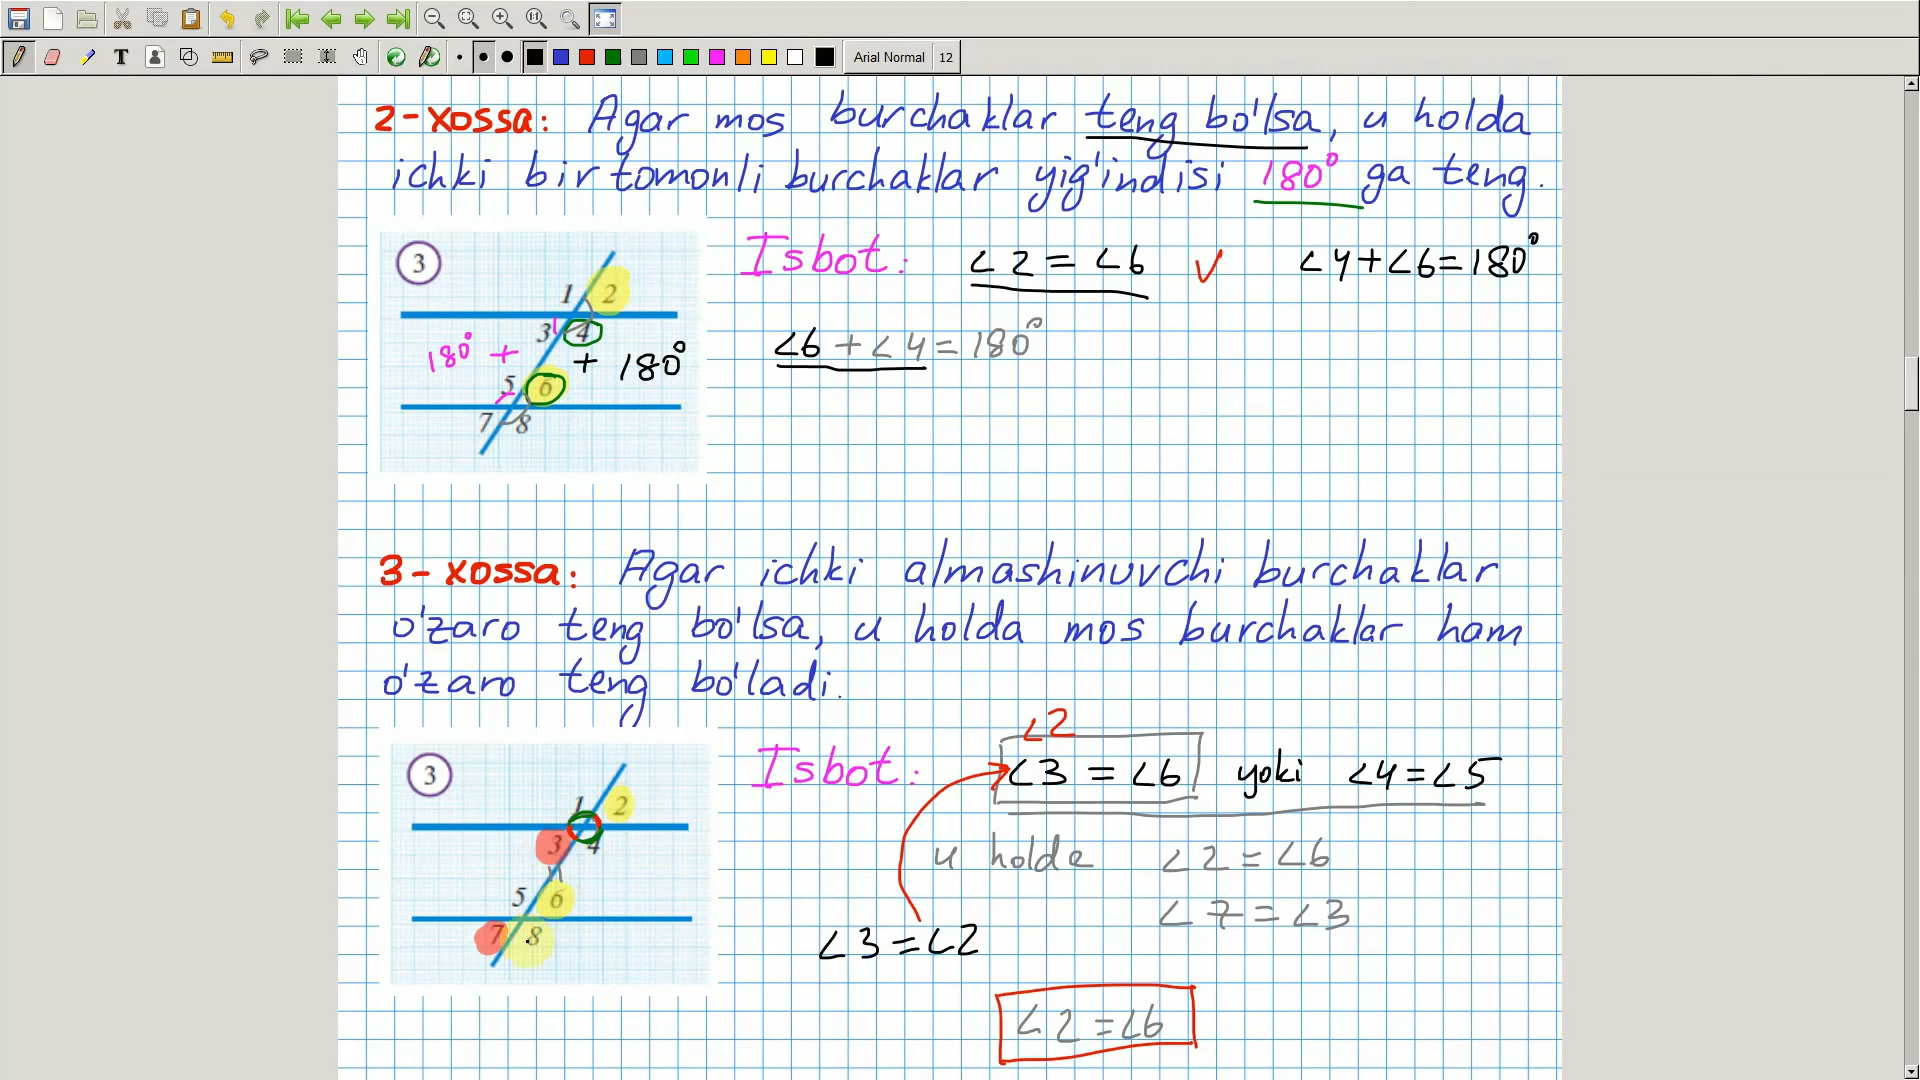 Arial Normal 12
2-xossa: Agar mos burchaklar teng bo'lsa, u holda
ichki bir tomonli burchaklar yig'indisi 180° ga teng.
3
1 2
3 4
180° + + 180°
5 6
7 8
Isbot: ∠2 = ∠6 ∠4+∠6=180°
∠6 + ∠4 = 180°
3-xossa: Agar ichki almashinuvchi burchaklar
o'zaro teng bo'lsa, u holda mos burchaklar ham
o'zaro teng bo'ladi.
3
1 2
3 4
5 6
7 8
∠2
Isbot: ∠3 = ∠6 yoki ∠4=∠5
u holda ∠2 = ∠6
∠7 = ∠3
∠3 = ∠2
∠2 = ∠6